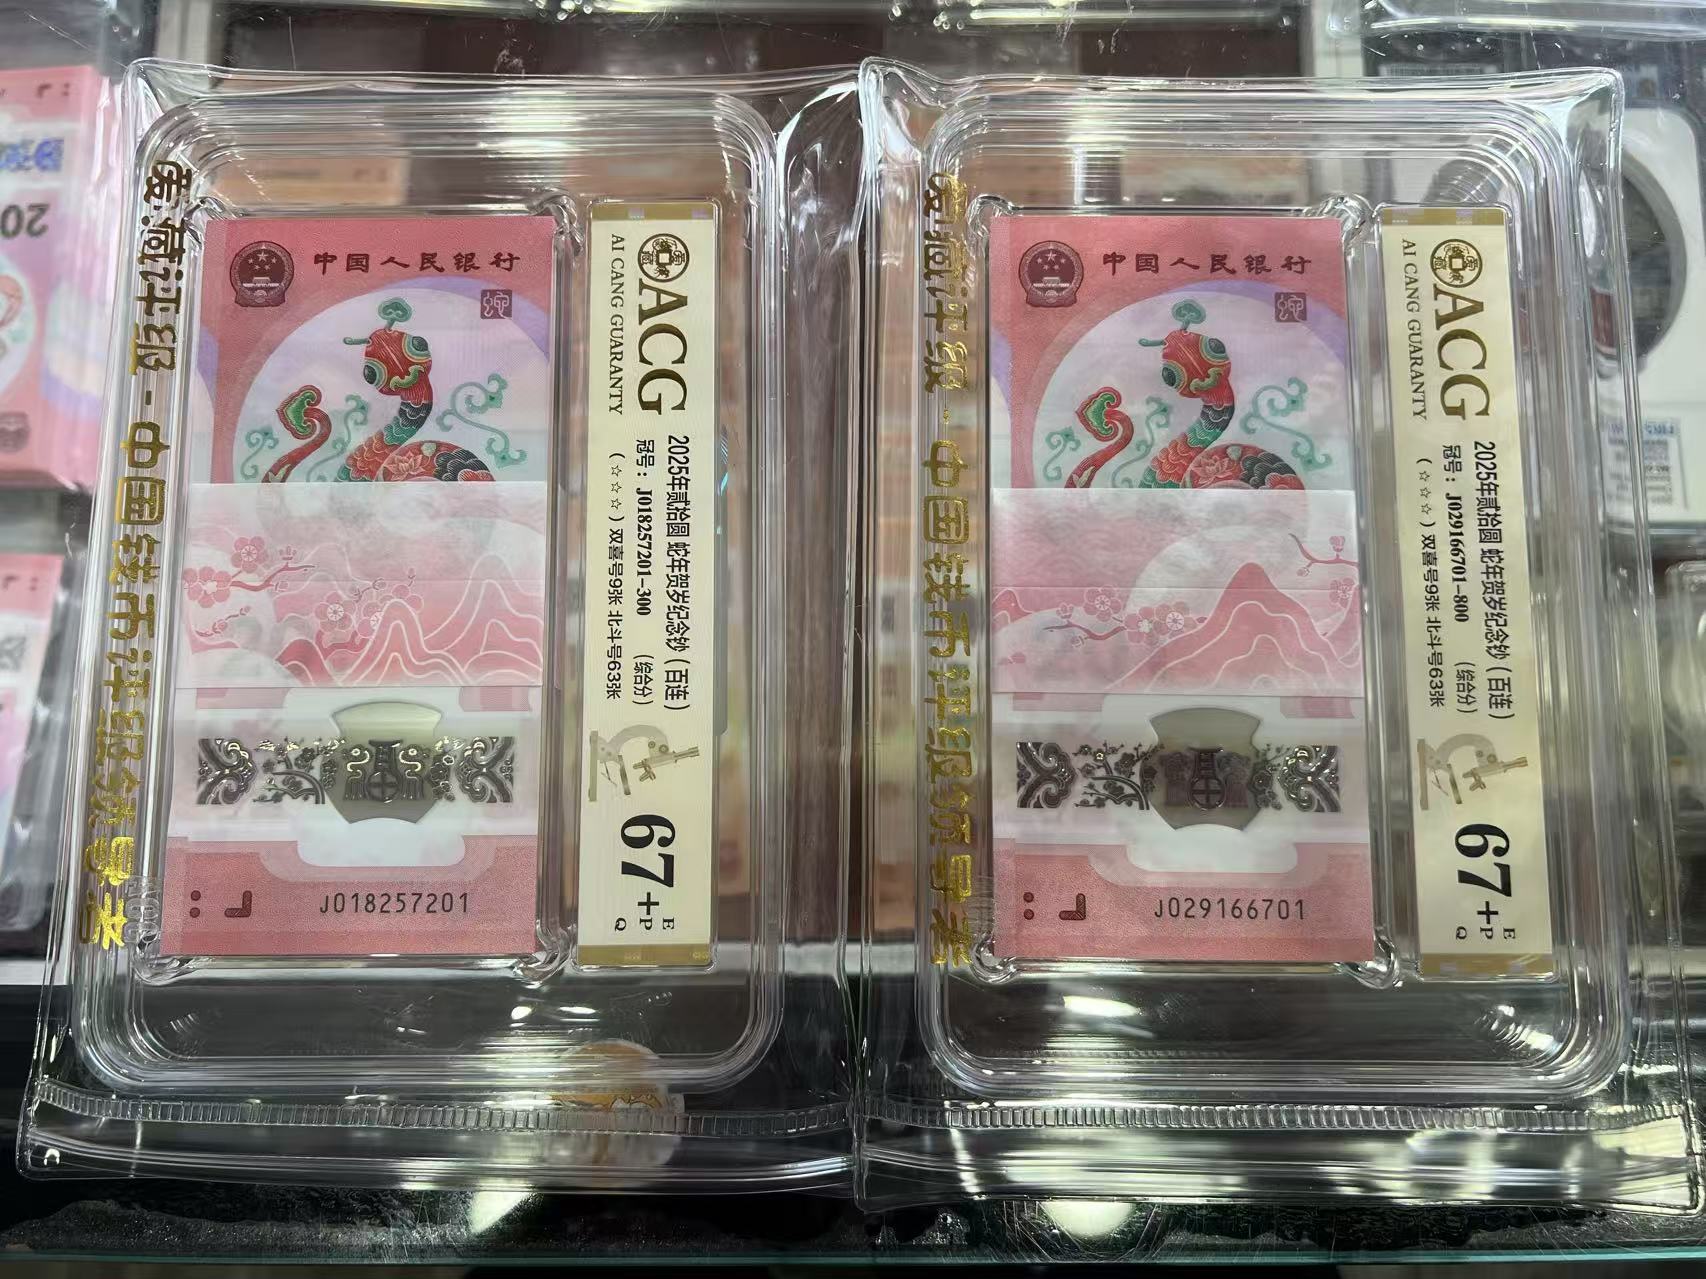 爱藏评级-中国钱币评级领导者
中国人民银行
J018257201
ACG
AI CANG GUARANTY
2025年贰拾圆 蛇年贺岁纪念钞(百连)
冠号:J018257201-300 (综合分)
(☆☆☆)双喜号9张 北斗号63张
67+
E
P
Q
爱藏评级-中国钱币评级领导者
中国人民银行
J029166701
ACG
AI CANG GUARANTY
2025年贰拾圆 蛇年贺岁纪念钞(百连)
冠号:J029166701-800 (综合分)
(☆☆☆)双喜号9张 北斗号63张
67+
E
P
Q
20